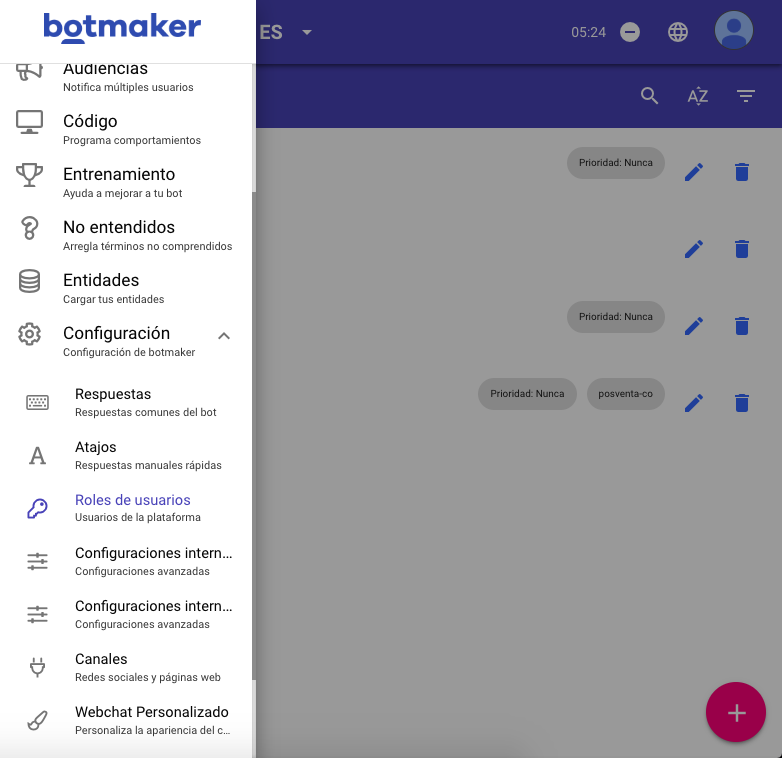 botmaker
ES
05:24
Audiencias
Notifica múltiples usuarios
Código
Programa comportamientos
Entrenamiento
Ayuda a mejorar a tu bot
No entendidos
Arregla términos no comprendidos
Entidades
Cargar tus entidades
Configuración
Configuración de botmaker
Respuestas
Respuestas comunes del bot
Atajos
Respuestas manuales rápidas
Roles de usuarios
Usuarios de la plataforma
Configuraciones intern...
Configuraciones avanzadas
Configuraciones intern...
Configuraciones avanzadas
Canales
Redes sociales y páginas web
Webchat Personalizado
Personaliza la apariencia del c...
AZ
Prioridad: Nunca
Prioridad: Nunca
Prioridad: Nunca
posventa-co